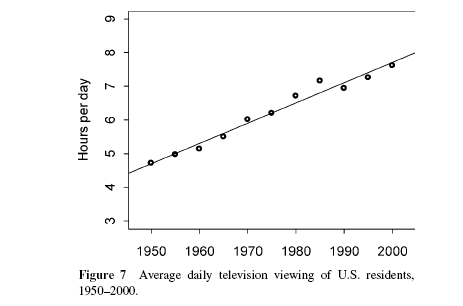 9
8
7
6
5
4
3
Hours per day
1950 1960 1970 1980 1990 2000
Figure 7 Average daily television viewing of U.S. residents,
1950–2000.